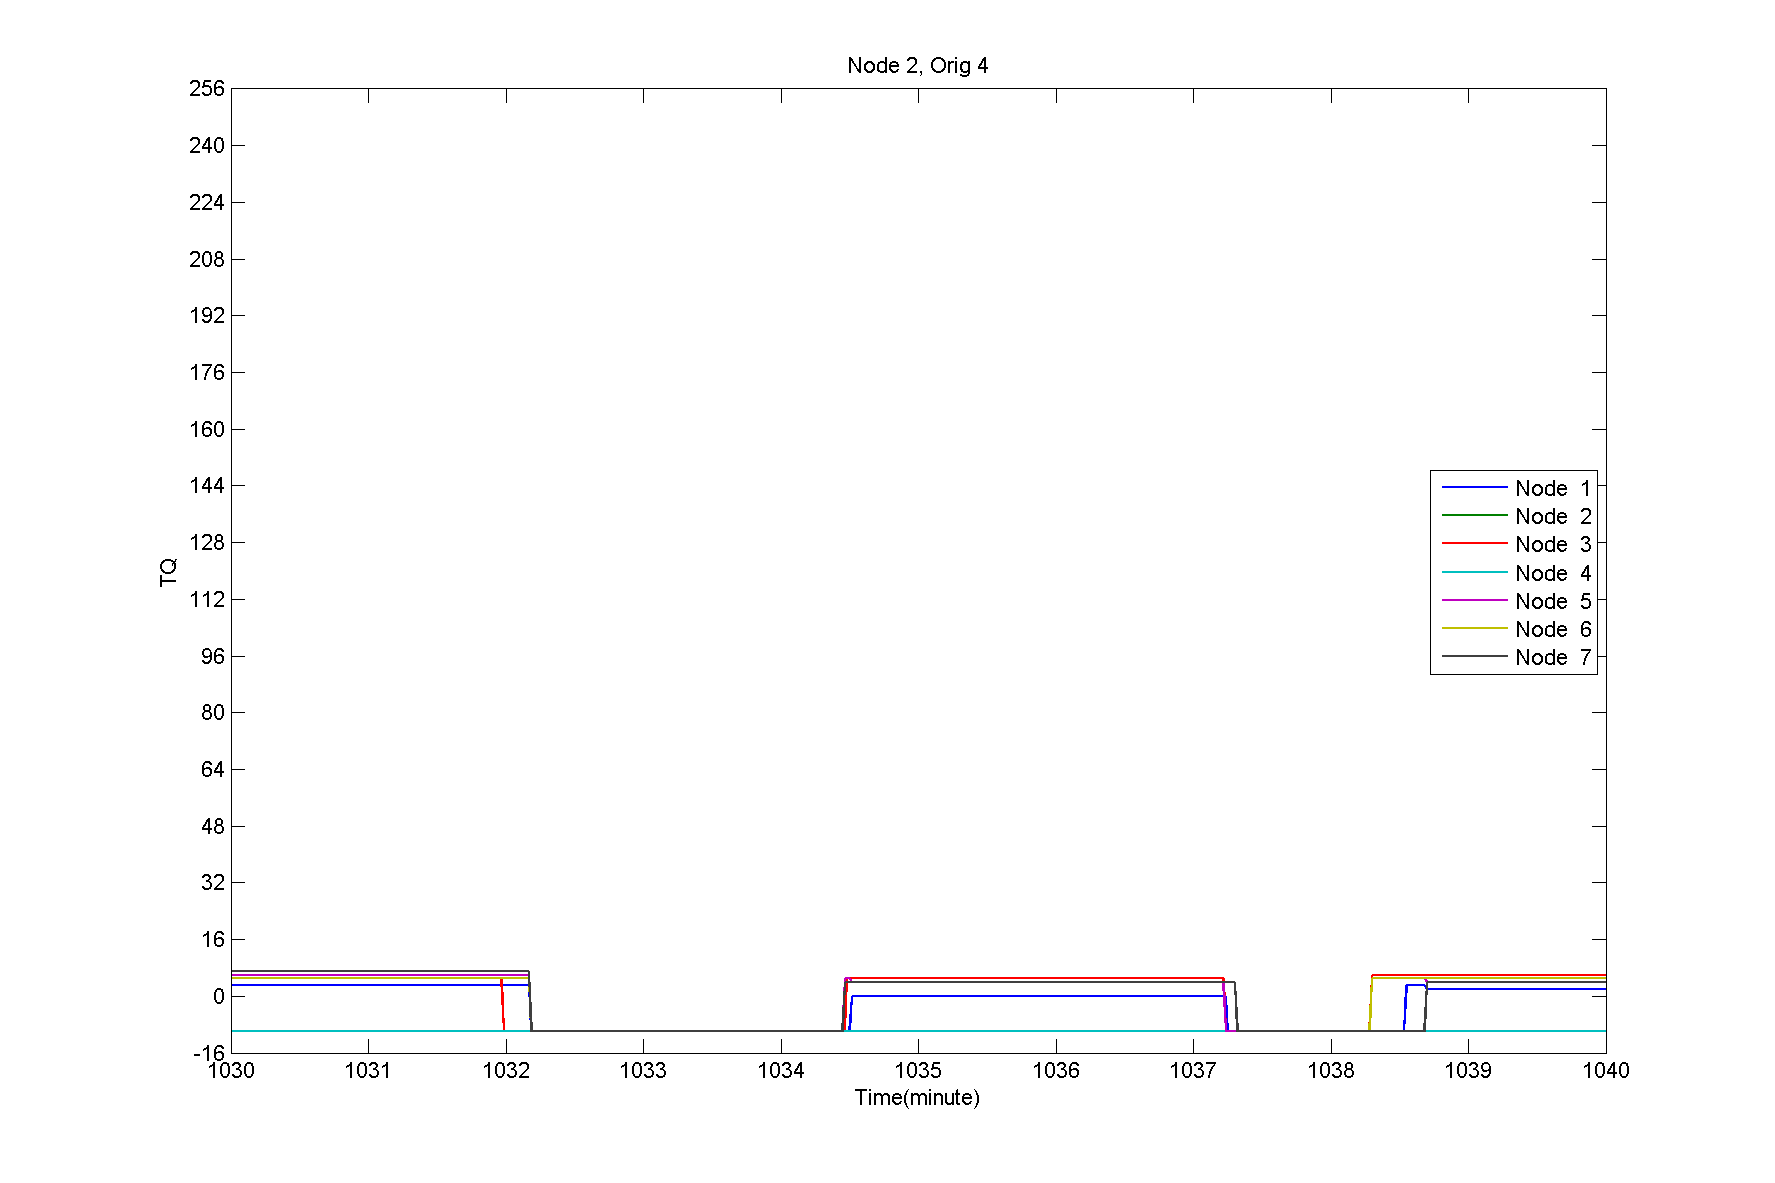 Node 2, Orig 4
256
240
224
208
192
176
160
144
128
112
96
80
64
48
32
16
0
-16
TQ
Node 1
Node 2
Node 3
Node 4
Node 5
Node 6
Node 7
1030 1031 1032 1033 1034 1035 1036 1037 1038 1039 1040
Time(minute)